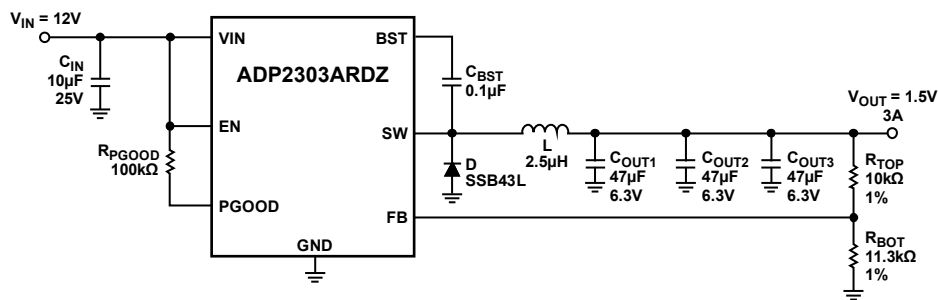 VIN = 12V
CIN
10µF
25V
RPGOOD
100kΩ
VIN
EN
PGOOD
ADP2303ARDZ
GND
BST
SW
FB
CBST
0.1µF
D
SSB43L
L
2.5µH
COUT1
47µF
6.3V
COUT2
47µF
6.3V
COUT3
47µF
6.3V
VOUT = 1.5V
3A
RTOP
10kΩ
1%
RBOT
11.3kΩ
1%